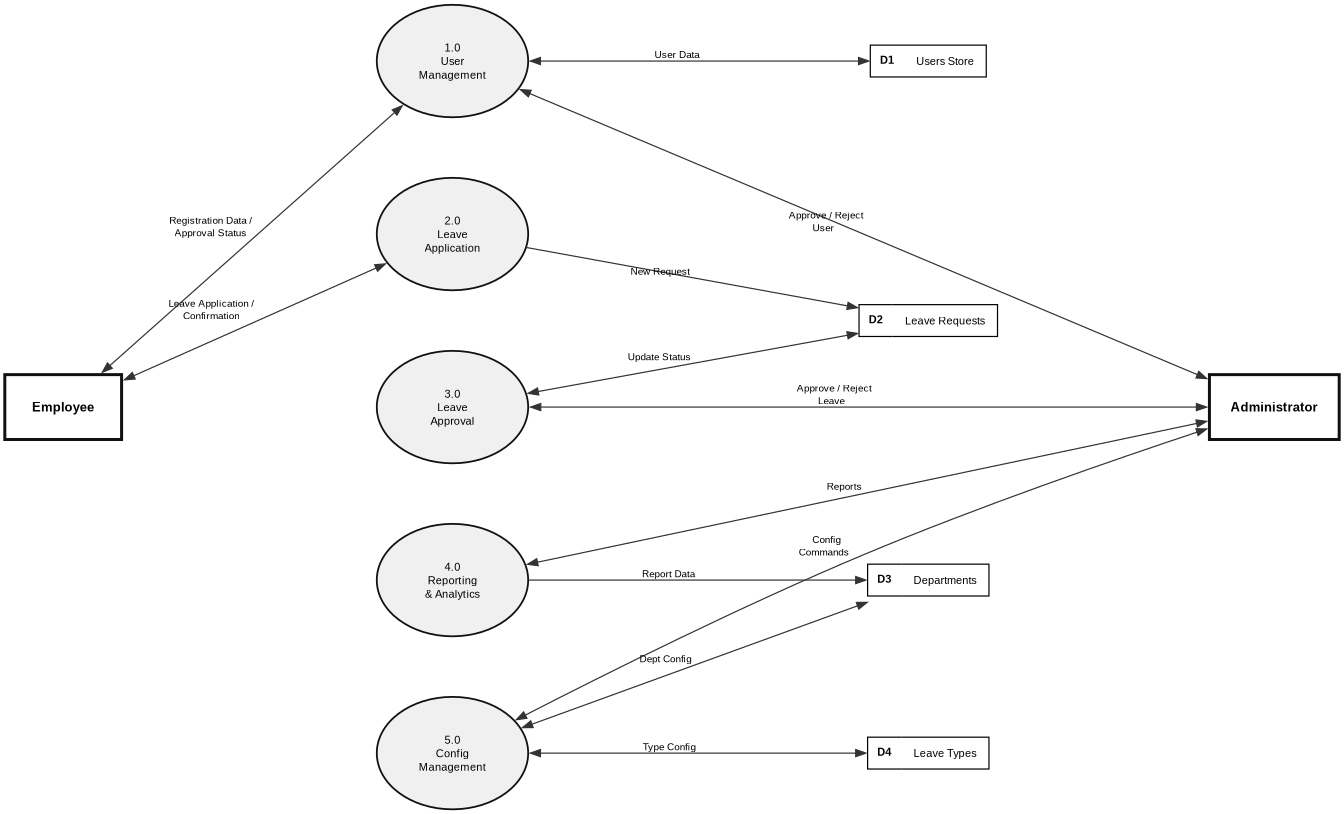 1.0
User
Management
User Data
D1 Users Store
Registration Data /
Approval Status
2.0
Leave
Application
Approve / Reject
User
New Request
Leave Application /
Confirmation
D2 Leave Requests
Update Status
3.0
Leave
Approval
Approve / Reject
Leave
Employee
Administrator
Reports
Config
Commands
4.0
Reporting
& Analytics
Report Data
D3 Departments
Dept Config
5.0
Config
Management
Type Config
D4 Leave Types